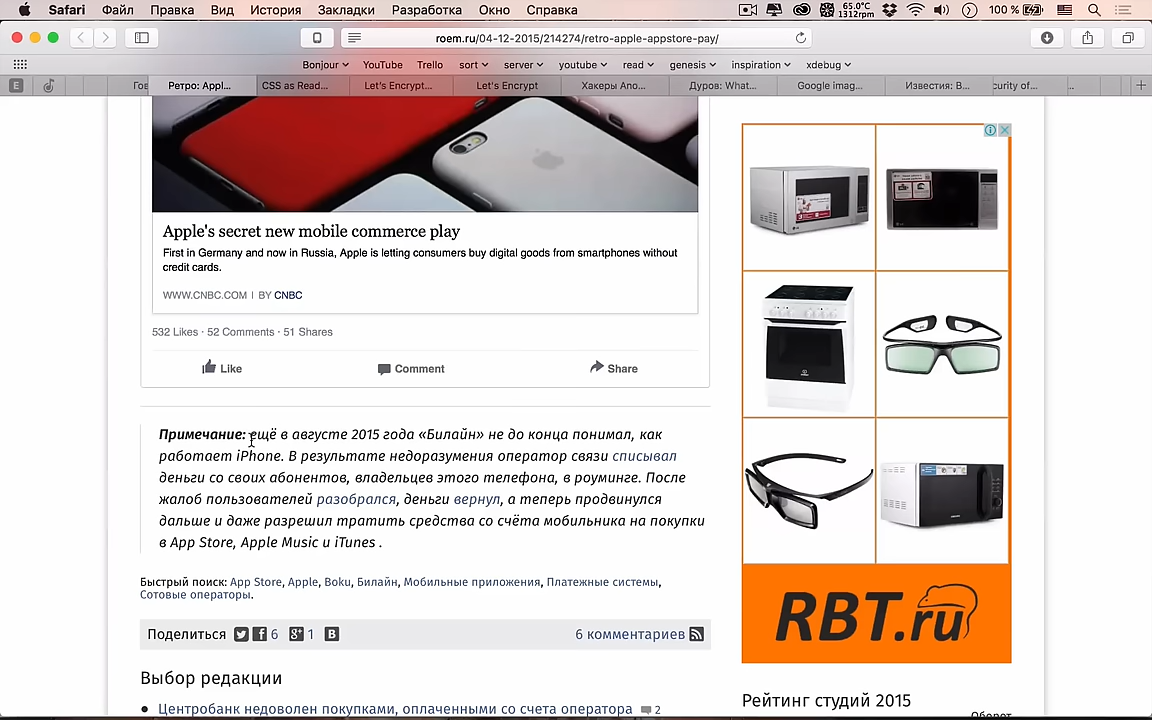 Safari Файл Правка Вид История Закладки Разработка Окно Справка 65.0°C 1312rpm 100 %
roem.ru/04-12-2015/214274/retro-apple-appstore-pay/
Bonjour YouTube Trello sort server youtube read genesis inspiration xdebug
E Гов Ретро: Appl... CSS as Read... Let's Encrypt... Let's Encrypt Хакеры Ано... Дуров: What... Google imag... Известия: В... curity of... ...
Apple's secret new mobile commerce play
First in Germany and now in Russia, Apple is letting consumers buy digital goods from smartphones without
credit cards.
WWW.CNBC.COM | BY CNBC
532 Likes · 52 Comments · 51 Shares
Like Comment Share
Примечание: ещё в августе 2015 года «Билайн» не до конца понимал, как
работает iPhone. В результате недоразумения оператор связи списывал
деньги со своих абонентов, владельцев этого телефона, в роуминге. После
жалоб пользователей разобрался, деньги вернул, а теперь продвинулся
дальше и даже разрешил тратить средства со счёта мобильника на покупки
в App Store, Apple Music и iTunes .
Быстрый поиск: App Store, Apple, Boku, Билайн, Мобильные приложения, Платежные системы,
Сотовые операторы.
Поделиться 6 1 В 6 комментариев
Выбор редакции
Центробанк недоволен покупками, оплаченными со счета оператора 2
RBT.ru
Рейтинг студий 2015
Оборот